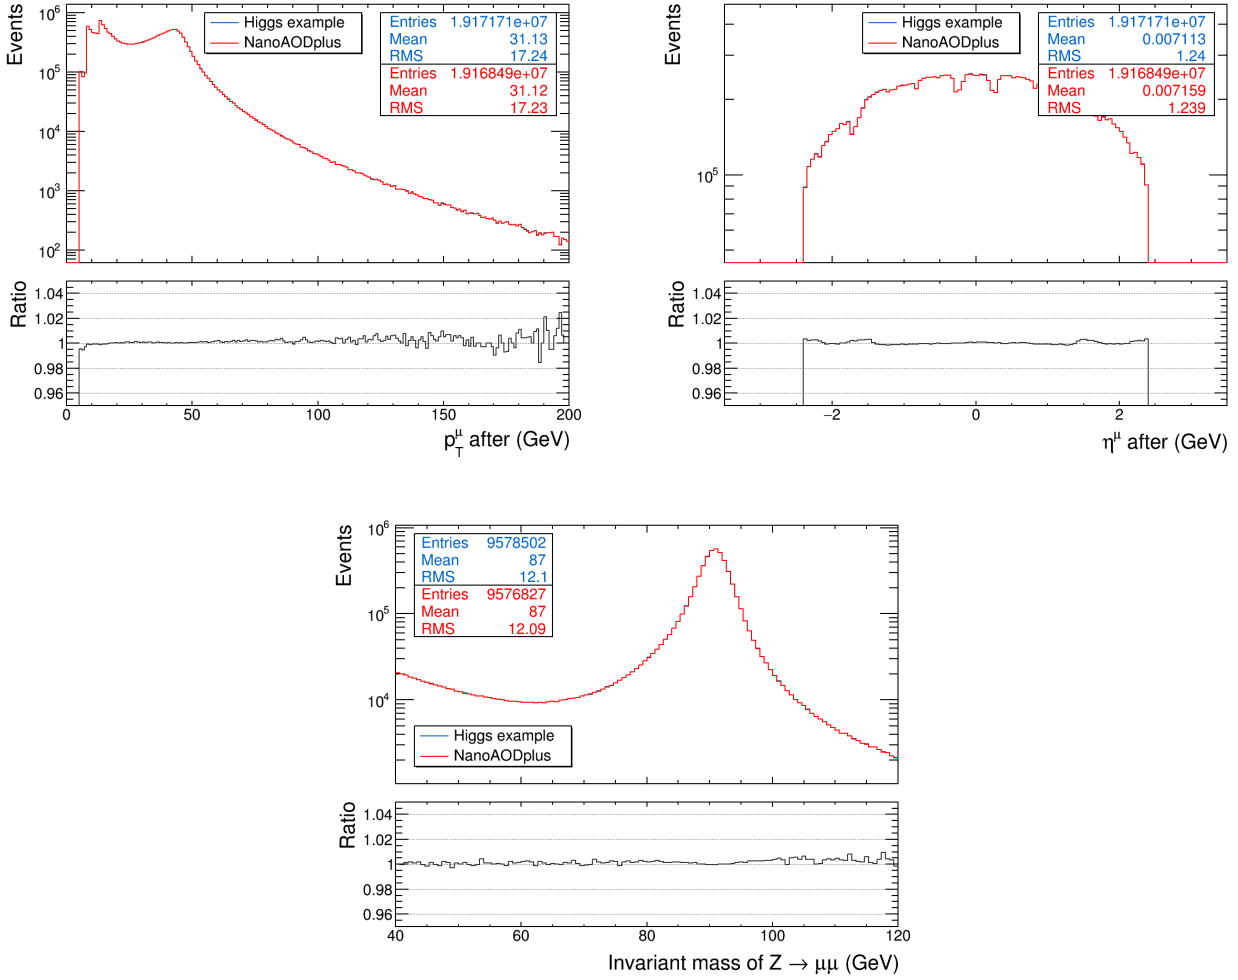 Events
10^6
10^5
10^4
10^3
10^2
Higgs example
NanoAODplus
Entries 1.917171e+07
Mean 31.13
RMS 17.24
Entries 1.916849e+07
Mean 31.12
RMS 17.23
Ratio
1.04
1.02
1
0.98
0.96
0 50 100 150 200
p_T^μ after (GeV)
Events
10^5
Higgs example
NanoAODplus
Entries 1.917171e+07
Mean 0.007113
RMS 1.24
Entries 1.916849e+07
Mean 0.007159
RMS 1.239
Ratio
1.04
1.02
1
0.98
0.96
−2 0 2
η^μ after (GeV)
Events
10^6
10^5
10^4
Entries 9578502
Mean 87
RMS 12.1
Entries 9576827
Mean 87
RMS 12.09
Higgs example
NanoAODplus
Ratio
1.04
1.02
1
0.98
0.96
40 60 80 100 120
Invariant mass of Z → μμ (GeV)